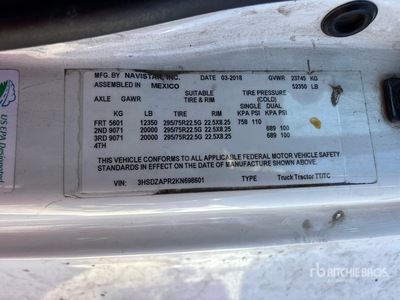 MFG. BY NAVISTAR, INC. DATE 03-2018 GVWR: 23745 KG
ASSEMBLED IN MEXICO 52350 LB
SUITABLE TIRE PRESSURE
AXLE GAWR TIRE & RIM (COLD)
SINGLE DUAL
KG LB KPA PSI KPA PSI
FRT 5601 12350 295/75R22.5G 22.5X8.25 758 110
2ND 9071 20000 295/75R22.5G 22.5X8.25 689 100
3RD 9071 20000 295/75R22.5G 22.5X8.25 689 100
4TH
THIS VEHICLE CONFORMS TO ALL APPLICABLE FEDERAL MOTOR VEHICLE SAFETY
STANDARDS IN EFFECT ON THE DATE OF MANUFACTURE SHOWN ABOVE.
VIN: 3HSDZAPR2KN698601 TYPE Truck Tractor TT/TC
US EPA Designated
rb ritchie bros.
Auctioneers